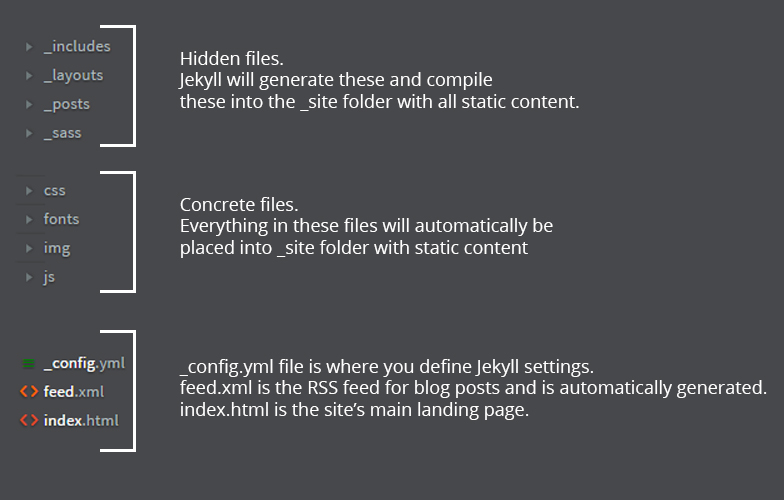 _includes
_layouts
_posts
_sass
Hidden files.
Jekyll will generate these and compile
these into the _site folder with all static content.
css
fonts
img
js
Concrete files.
Everything in these files will automatically be
placed into _site folder with static content
_config.yml
feed.xml
index.html
_config.yml file is where you define Jekyll settings.
feed.xml is the RSS feed for blog posts and is automatically generated.
index.html is the site’s main landing page.